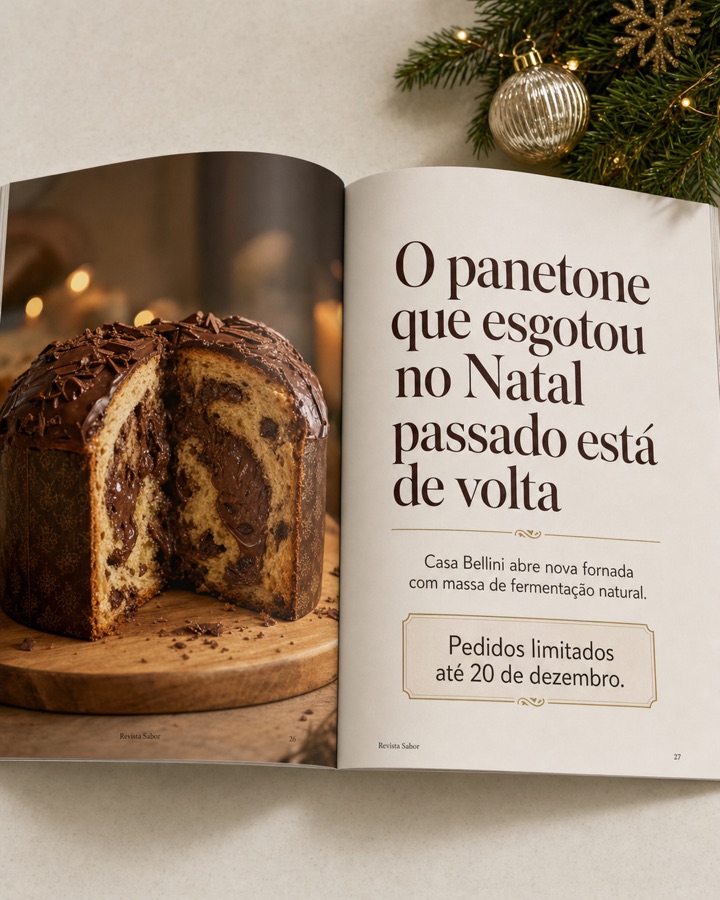 Revista Sabor
26
O panetone
que esgotou
no Natal
passado está
de volta
Casa Bellini abre nova fornada
com massa de fermentação natural.
Pedidos limitados
até 20 de dezembro.
Revista Sabor
27